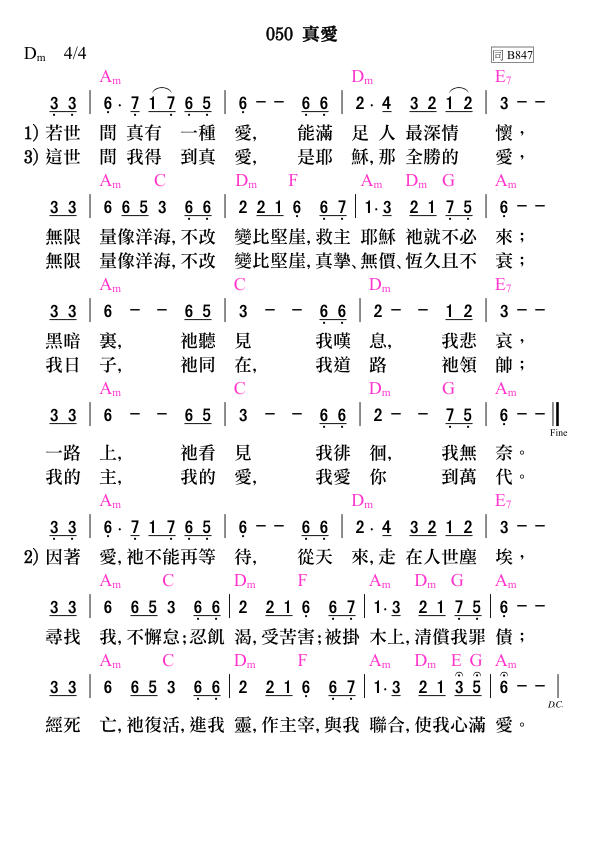 050 真愛
Dm 4/4 同 B847
Am Dm E7
3 3 | 6 · 7 1 7 6 5 | 6 - - 6 6 | 2 · 4 3 2 1 2 | 3 - -
1) 若世 間 真有 一種 愛, 能滿 足 人 最深情 懷,
3) 這世 間 我得 到真 愛, 是耶 穌,那 全勝的 愛,
Am C Dm F Am Dm G Am
3 3 | 6 6 5 3 6 6 | 2 2 1 6 6 7 | 1 · 3 2 1 7 5 | 6 - -
無限 量像洋海,不改 變比堅崖,救主 耶穌 祂就不必 來;
無限 量像洋海,不改 變比堅崖,真摯、無價、恆久且不 衰;
Am C Dm E7
3 3 | 6 - - 6 5 | 3 - - 6 6 | 2 - - 1 2 | 3 - -
黑暗 裏, 祂聽 見 我嘆 息, 我悲 哀,
我日 子, 祂同 在, 我道 路 祂領 帥;
Am C Dm G Am
3 3 | 6 - - 6 5 | 3 - - 6 6 | 2 - - 7 5 | 6 - -
Fine
一路 上, 祂看 見 我徘 徊, 我無 奈。
我的 主, 我的 愛, 我愛 你 到萬 代。
Am Dm E7
3 3 | 6 · 7 1 7 6 5 | 6 - - 6 6 | 2 · 4 3 2 1 2 | 3 - -
2) 因著 愛,祂不能再等 待, 從天 來,走 在人世塵 埃,
Am C Dm F Am Dm G Am
3 3 | 6 6 5 3 6 6 | 2 2 1 6 6 7 | 1 · 3 2 1 7 5 | 6 -
尋找 我,不懈怠;忍飢 渴,受苦害;被掛 木上,清償我罪 債;
Am C Dm F Am Dm E G Am
3 3 | 6 6 5 3 6 6 | 2 2 1 6 6 7 | 1 · 3 2 1 3 5 | 6 - - |
D.C.
經死 亡,祂復活,進我 靈,作主宰,與我 聯合,使我心滿 愛。